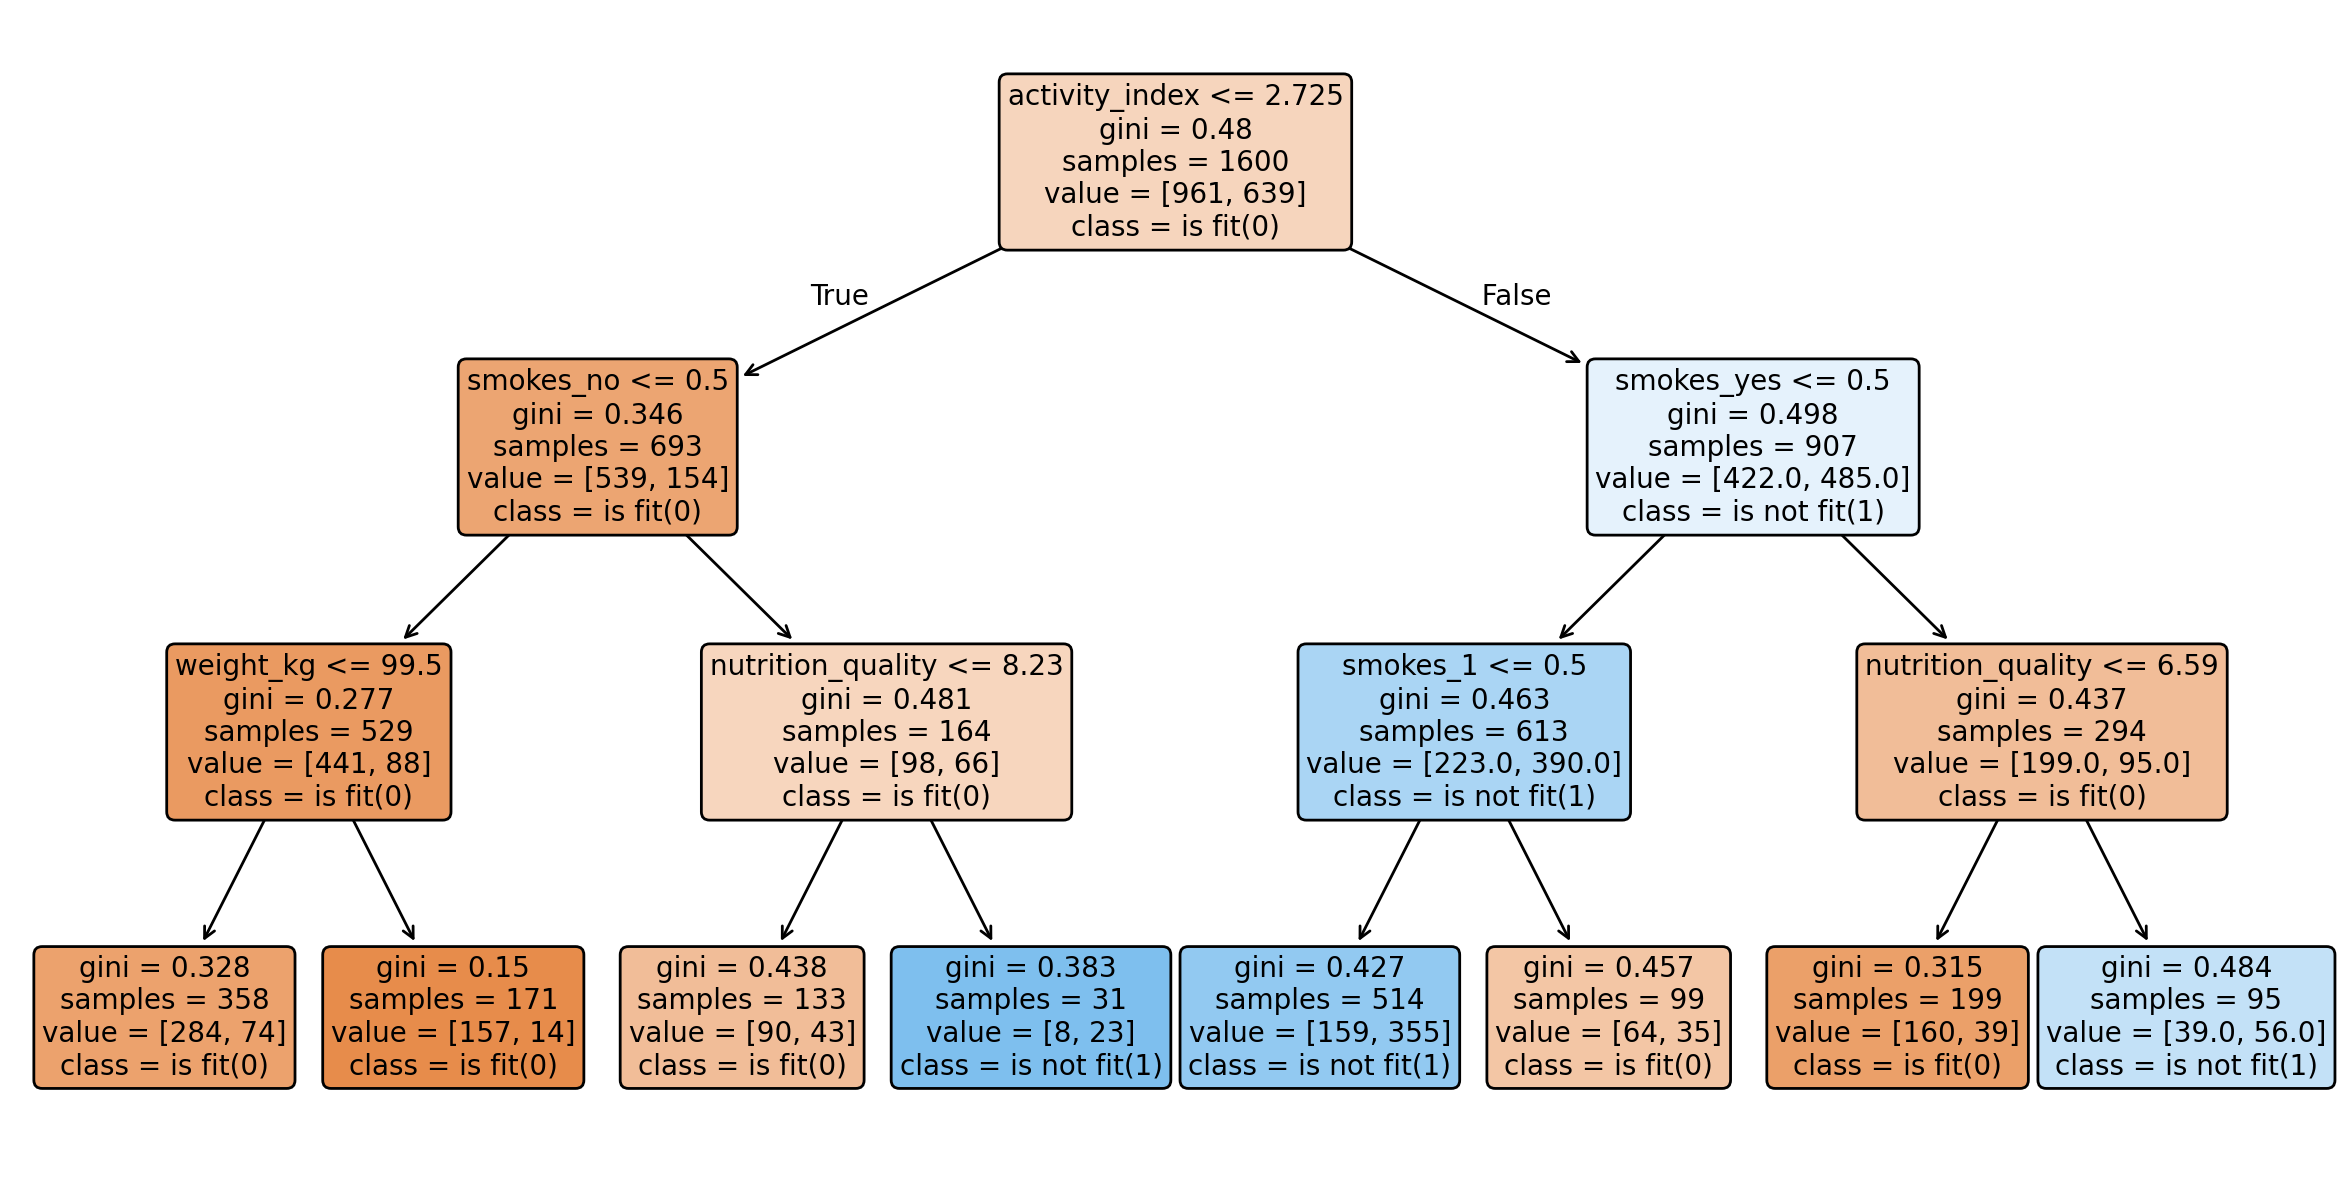 activity_index <= 2.725
gini = 0.48
samples = 1600
value = [961, 639]
class = is fit(0)
True
False
smokes_no <= 0.5
gini = 0.346
samples = 693
value = [539, 154]
class = is fit(0)
smokes_yes <= 0.5
gini = 0.498
samples = 907
value = [422.0, 485.0]
class = is not fit(1)
weight_kg <= 99.5
gini = 0.277
samples = 529
value = [441, 88]
class = is fit(0)
nutrition_quality <= 8.23
gini = 0.481
samples = 164
value = [98, 66]
class = is fit(0)
smokes_1 <= 0.5
gini = 0.463
samples = 613
value = [223.0, 390.0]
class = is not fit(1)
nutrition_quality <= 6.59
gini = 0.437
samples = 294
value = [199.0, 95.0]
class = is fit(0)
gini = 0.328
samples = 358
value = [284, 74]
class = is fit(0)
gini = 0.15
samples = 171
value = [157, 14]
class = is fit(0)
gini = 0.438
samples = 133
value = [90, 43]
class = is fit(0)
gini = 0.383
samples = 31
value = [8, 23]
class = is not fit(1)
gini = 0.427
samples = 514
value = [159, 355]
class = is not fit(1)
gini = 0.457
samples = 99
value = [64, 35]
class = is fit(0)
gini = 0.315
samples = 199
value = [160, 39]
class = is fit(0)
gini = 0.484
samples = 95
value = [39.0, 56.0]
class = is not fit(1)